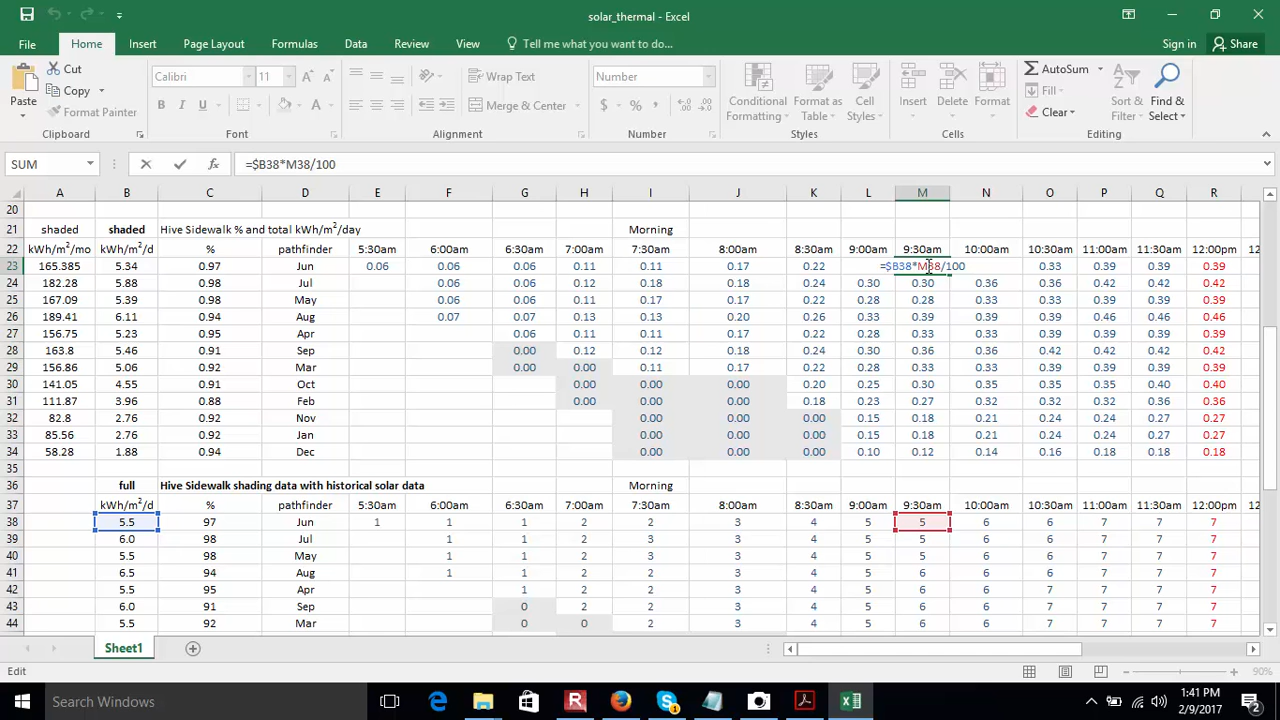 solar_thermal - Excel
File Home Insert Page Layout Formulas Data Review View Tell me what you want to do... Sign in Share
Paste Cut Copy Format Painter Clipboard
Calibri 11 B I U Font
Wrap Text Merge & Center Alignment
Number $ % Number
Conditional Formatting Format as Table Cell Styles Styles
Insert Delete Format Cells
AutoSum Fill Clear Sort & Filter Find & Select Editing
SUM fx =$B38*M38/100
A B C D E F G H I J K L M N O P Q R
20
21 shaded shaded Hive Sidewalk % and total kWh/m²/day Morning
22 kWh/m²/mo kWh/m²/d % pathfinder 5:30am 6:00am 6:30am 7:00am 7:30am 8:00am 8:30am 9:00am 9:30am 10:00am 10:30am 11:00am 11:30am 12:00pm 12
23 165.385 5.34 0.97 Jun 0.06 0.06 0.06 0.11 0.11 0.17 0.22 =$B38*M38/100 0.33 0.39 0.39 0.39
24 182.28 5.88 0.98 Jul 0.06 0.06 0.12 0.18 0.18 0.24 0.30 0.30 0.36 0.36 0.42 0.42 0.42
25 167.09 5.39 0.98 May 0.06 0.06 0.11 0.17 0.17 0.22 0.28 0.28 0.33 0.33 0.39 0.39 0.39
26 189.41 6.11 0.94 Aug 0.07 0.07 0.13 0.13 0.20 0.26 0.33 0.39 0.39 0.39 0.46 0.46 0.46
27 156.75 5.23 0.95 Apr 0.06 0.11 0.11 0.17 0.22 0.28 0.33 0.33 0.39 0.39 0.39 0.39
28 163.8 5.46 0.91 Sep 0.00 0.12 0.12 0.18 0.24 0.30 0.36 0.36 0.42 0.42 0.42 0.42
29 156.86 5.06 0.92 Mar 0.00 0.00 0.11 0.17 0.22 0.28 0.33 0.33 0.39 0.39 0.39 0.39
30 141.05 4.55 0.91 Oct 0.00 0.00 0.00 0.20 0.25 0.30 0.35 0.35 0.35 0.40 0.40
31 111.87 3.96 0.88 Feb 0.00 0.00 0.00 0.18 0.23 0.27 0.32 0.32 0.32 0.36 0.36
32 82.8 2.76 0.92 Nov 0.00 0.00 0.00 0.15 0.18 0.21 0.24 0.24 0.27 0.27
33 85.56 2.76 0.92 Jan 0.00 0.00 0.00 0.15 0.18 0.21 0.24 0.24 0.27 0.27
34 58.28 1.88 0.94 Dec 0.00 0.00 0.00 0.10 0.12 0.14 0.16 0.18 0.18 0.18
35
36 full Hive Sidewalk shading data with historical solar data Morning
37 kWh/m²/d % pathfinder 5:30am 6:00am 6:30am 7:00am 7:30am 8:00am 8:30am 9:00am 9:30am 10:00am 10:30am 11:00am 11:30am 12:00pm 12
38 5.5 97 Jun 1 1 1 2 2 3 4 5 5 6 6 7 7 7
39 6.0 98 Jul 1 1 2 3 3 4 5 5 6 6 7 7 7
40 5.5 98 May 1 1 2 3 3 4 5 5 6 6 7 7 7
41 6.5 94 Aug 1 1 2 2 3 4 5 6 6 6 7 7 7
42 5.5 95 Apr 1 2 2 3 4 5 6 6 7 7 7 7
43 6.0 91 Sep 0 2 2 3 4 5 6 6 7 7 7 7
44 5.5 92 Mar 0 0 2 3 4 5 6 6 7 7 7 7
Sheet1
Edit 90%
Search Windows
1:41 PM
2/9/2017